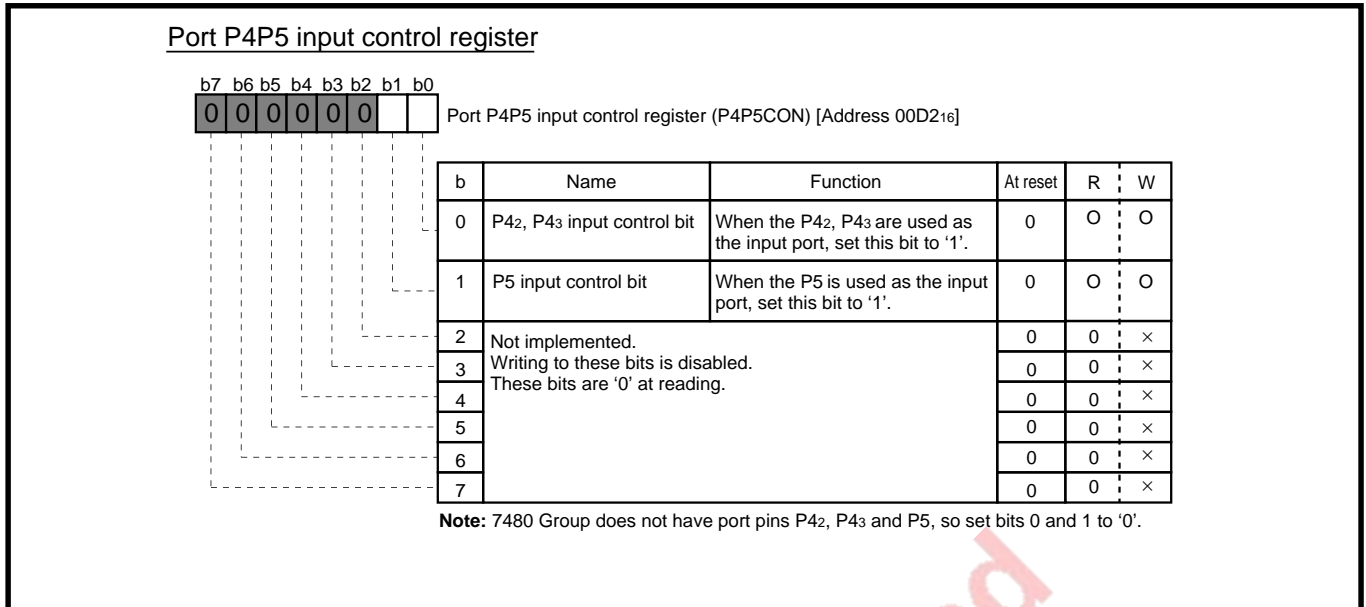 Port P4P5 input control register
b7 b6 b5 b4 b3 b2 b1 b0
0 0 0 0 0 0 Port P4P5 input control register (P4P5CON) [Address 00D216]
b Name Function At reset R W
0 P42, P43 input control bit When the P42, P43 are used as the input port, set this bit to ‘1’. 0 O O
1 P5 input control bit When the P5 is used as the input port, set this bit to ‘1’. 0 O O
2 Not implemented. 0 0 ×
3 Writing to these bits is disabled. 0 0 ×
4 These bits are ‘0’ at reading. 0 0 ×
5 0 0 ×
6 0 0 ×
7 0 0 ×
Note: 7480 Group does not have port pins P42, P43 and P5, so set bits 0 and 1 to ‘0’.